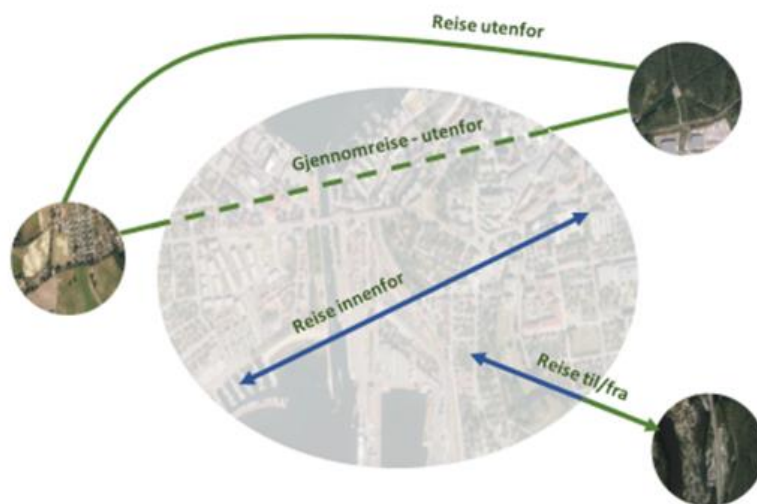 Reise utenfor
Gjennomreise - utenfor
Reise innenfor
Reise til/fra